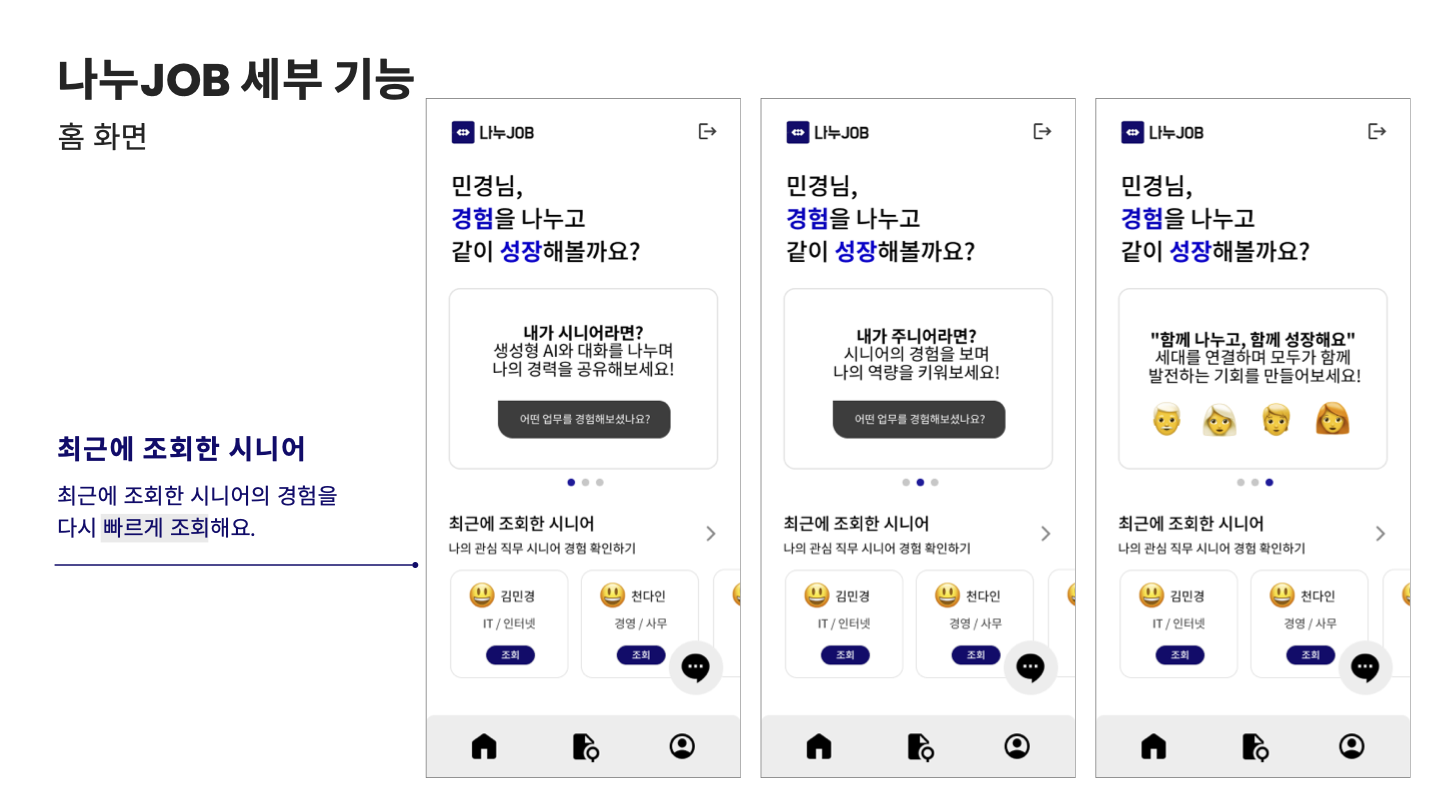 나누JOB 세부 기능
홈 화면
최근에 조회한 시니어
최근에 조회한 시니어의 경험을
다시 빠르게 조회해요.
나누JOB
민경님,
경험을 나누고
같이 성장해볼까요?
내가 시니어라면?
생성형 AI와 대화를 나누며
나의 경력을 공유해보세요!
어떤 업무를 경험해보셨나요?
최근에 조회한 시니어
나의 관심 직무 시니어 경험 확인하기
김민경
IT / 인터넷
조회
천다인
경영 / 사무
조회
나누JOB
민경님,
경험을 나누고
같이 성장해볼까요?
내가 주니어라면?
시니어의 경험을 보며
나의 역량을 키워보세요!
어떤 업무를 경험해보셨나요?
최근에 조회한 시니어
나의 관심 직무 시니어 경험 확인하기
김민경
IT / 인터넷
조회
천다인
경영 / 사무
조회
나누JOB
민경님,
경험을 나누고
같이 성장해볼까요?
"함께 나누고, 함께 성장해요"
세대를 연결하며 모두가 함께
발전하는 기회를 만들어보세요!
최근에 조회한 시니어
나의 관심 직무 시니어 경험 확인하기
김민경
IT / 인터넷
조회
천다인
경영 / 사무
조회